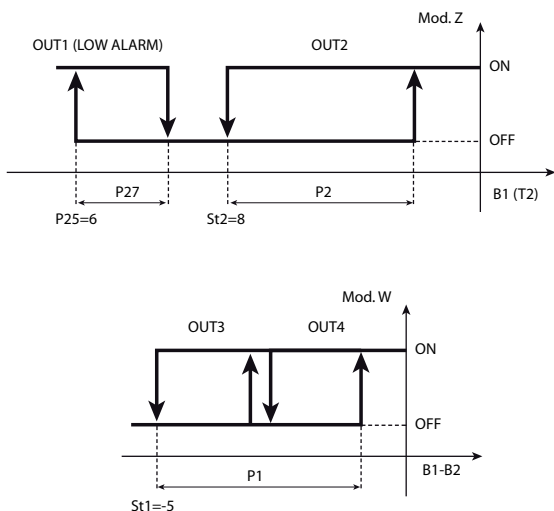 Mod. Z
OUT1 (LOW ALARM)
OUT2
ON
OFF
P27
P2
B1 (T2)
P25=6
St2=8
Mod. W
OUT3
OUT4
ON
OFF
P1
B1-B2
St1=-5